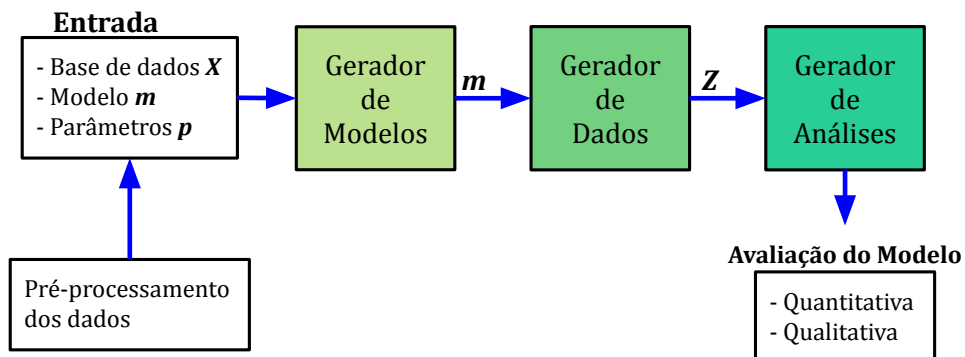 Entrada
- Base de dados X
- Modelo m
- Parâmetros p
Gerador
de
Modelos
m
Gerador
de
Dados
Z
Gerador
de
Análises
Pré-processamento
dos dados
Avaliação do Modelo
- Quantitativa
- Qualitativa